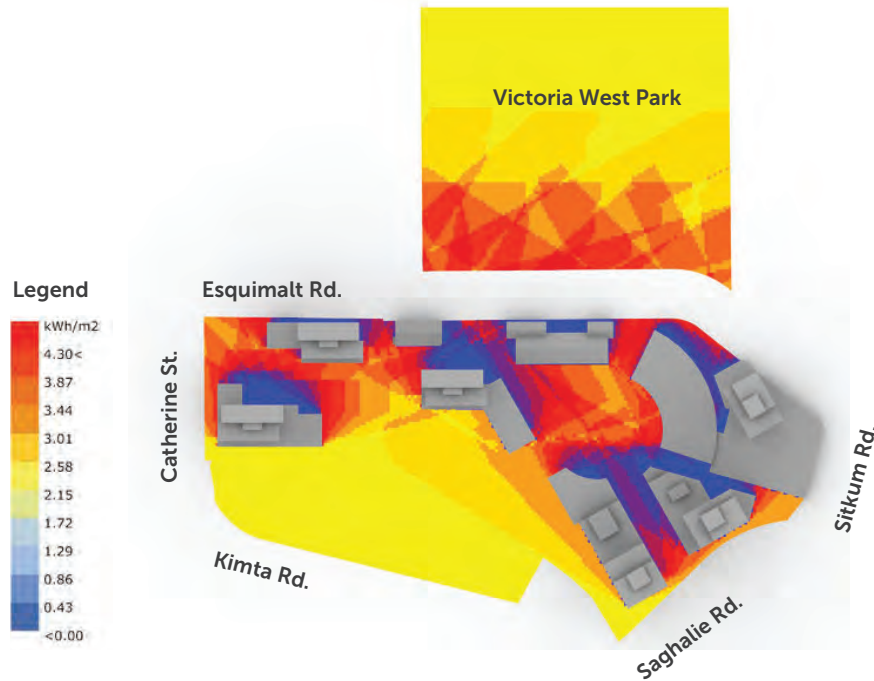 Victoria West Park
Legend
Esquimalt Rd.
kWh/m2
4.30<
3.87
3.44
3.01
2.58
2.15
1.72
1.29
0.86
0.43
<0.00
Catherine St.
Sitkum Rd.
Kimta Rd.
Saghalie Rd.